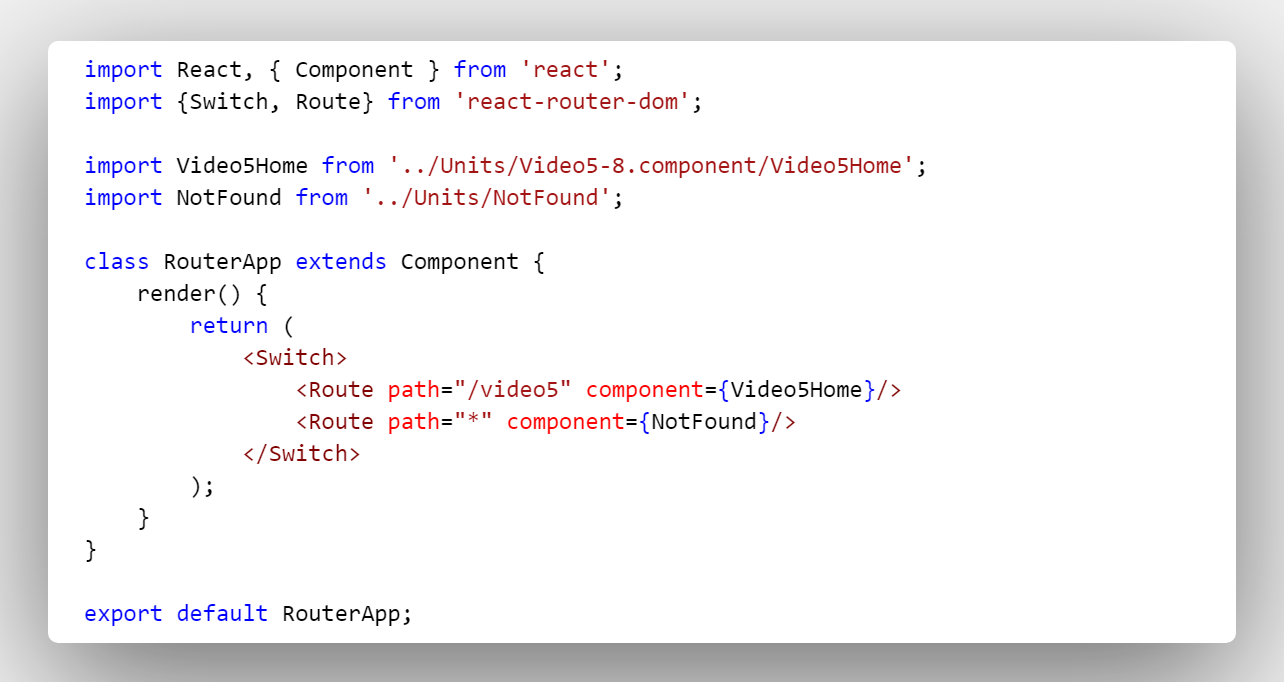 import React, { Component } from 'react';
import {Switch, Route} from 'react-router-dom';

import Video5Home from '../Units/Video5-8.component/Video5Home';
import NotFound from '../Units/NotFound';

class RouterApp extends Component {
    render() {
        return (
            <Switch>
                <Route path="/video5" component={Video5Home}/>
                <Route path="*" component={NotFound}/>
            </Switch>
        );
    }
}

export default RouterApp;